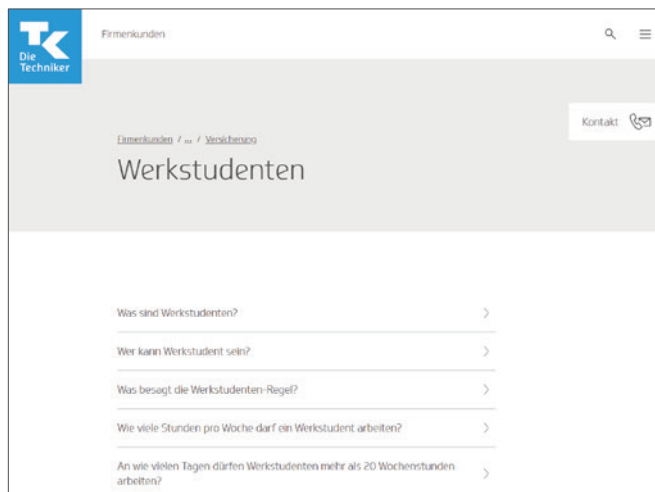 TK
Die
Techniker
Firmenkunden
Kontakt
Firmenkunden / ... / Versicherung
Werkstudenten
Was sind Werkstudenten?
Wer kann Werkstudent sein?
Was besagt die Werkstudenten-Regel?
Wie viele Stunden pro Woche darf ein Werkstudent arbeiten?
An wie vielen Tagen dürfen Werkstudenten mehr als 20 Wochenstunden
arbeiten?